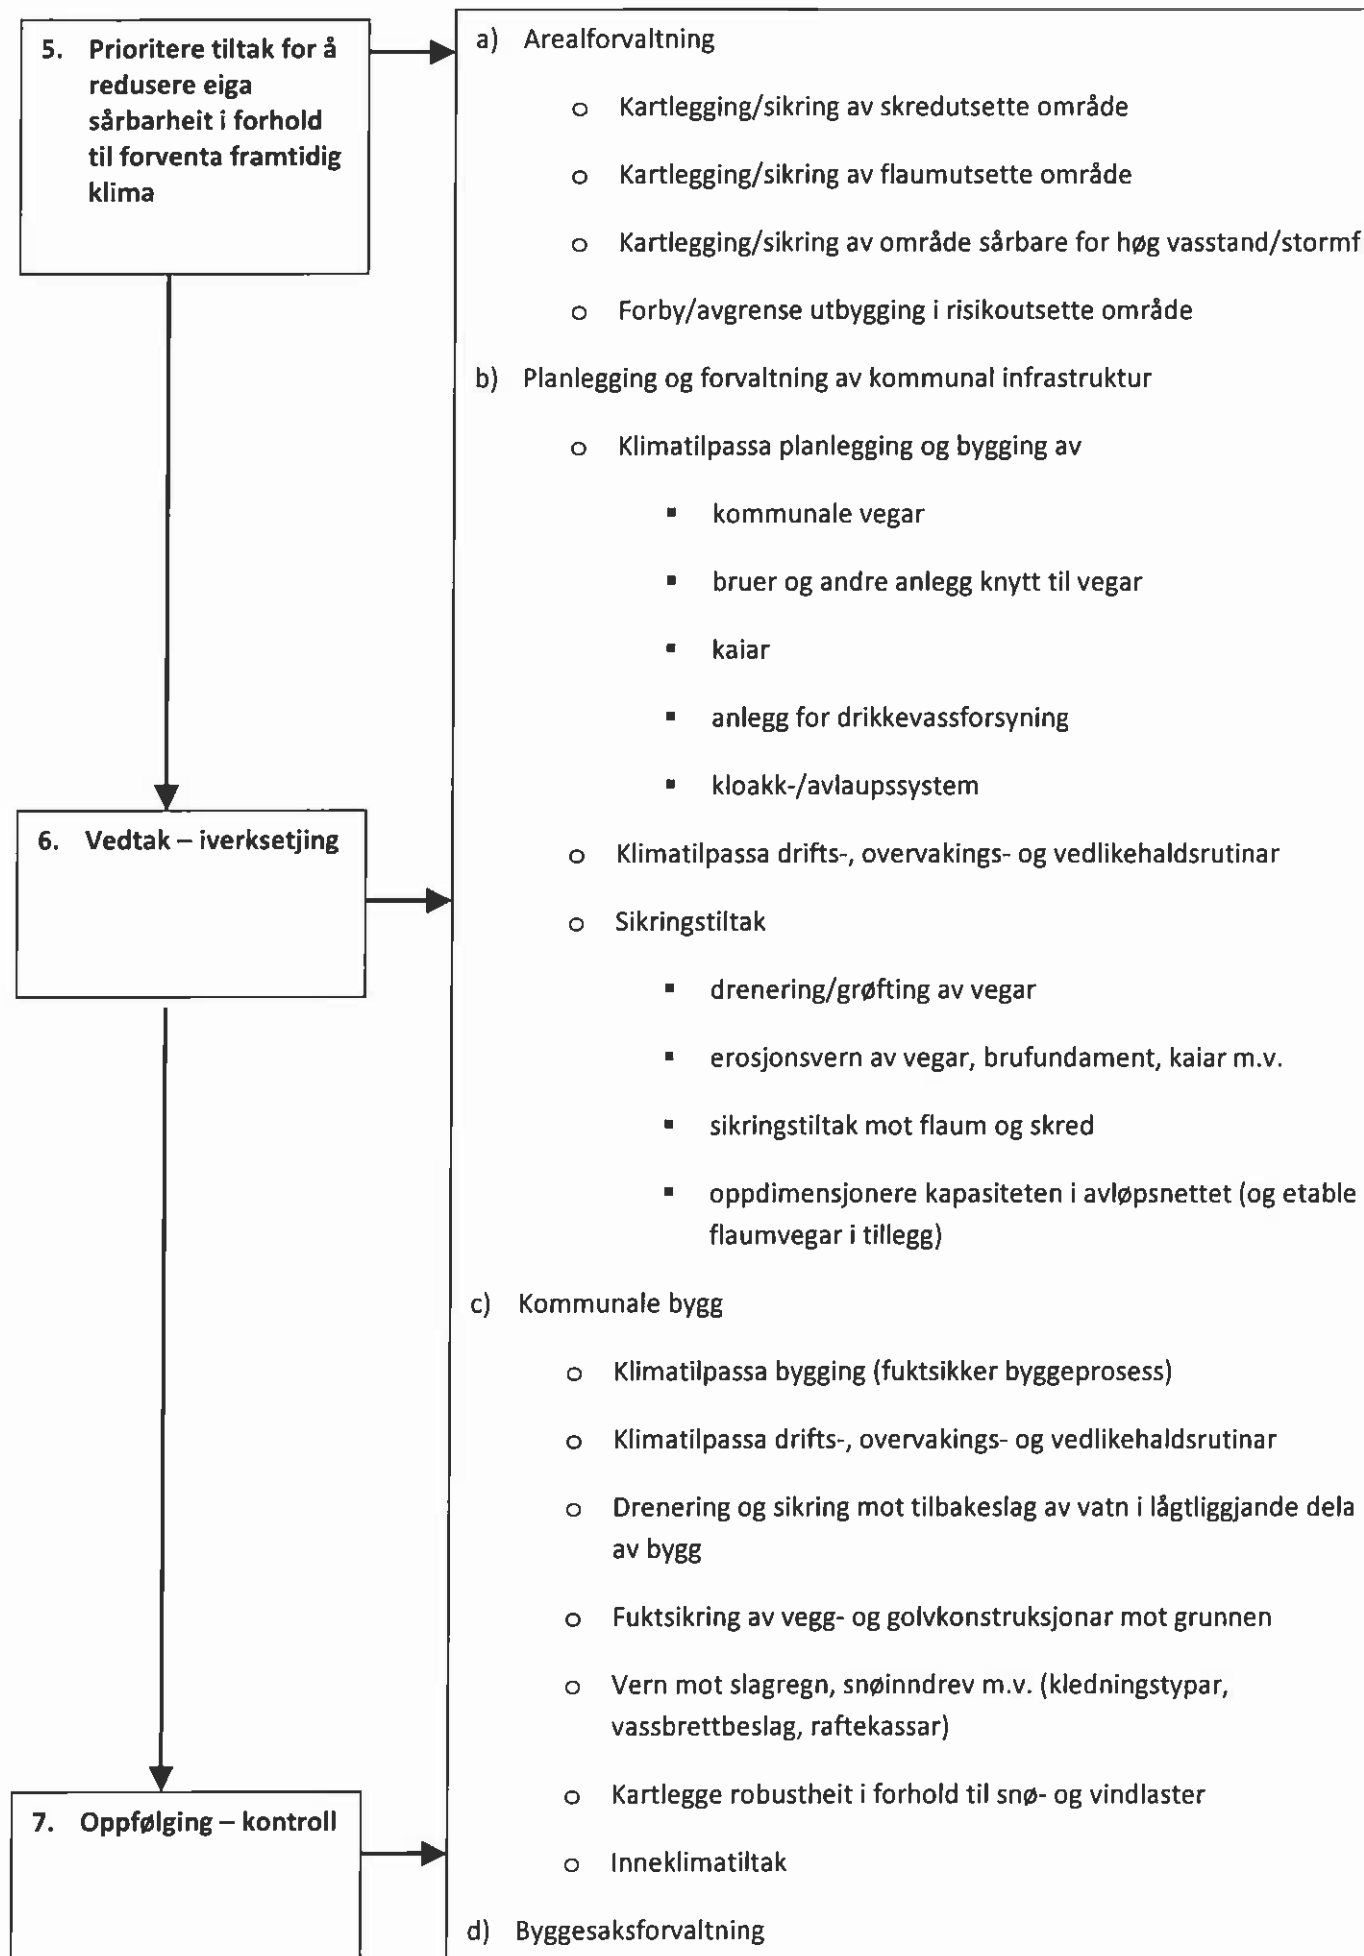 5. Prioritere tiltak for å
redusere eiga
sårbarheit i forhold
til forventa framtidig
klima
a) Arealforvaltning
o Kartlegging/sikring av skredutsette område
o Kartlegging/sikring av flaumutsette område
o Kartlegging/sikring av område sårbare for høg vasstand/stormf
o Forby/avgrense utbygging i risikoutsette område
b) Planlegging og forvaltning av kommunal infrastruktur
o Klimatilpassa planlegging og bygging av
▪ kommunale vegar
▪ bruer og andre anlegg knytt til vegar
▪ kaiar
▪ anlegg for drikkevassforsyning
▪ kloakk-/avlaupssystem
6. Vedtak – iverksetjing
o Klimatilpassa drifts-, overvakings- og vedlikehaldsrutinar
o Sikringstiltak
▪ drenering/grøfting av vegar
▪ erosjonsvern av vegar, brufundament, kaiar m.v.
▪ sikringstiltak mot flaum og skred
▪ oppdimensjonere kapasiteten i avløpsnettet (og etable
flaumvegar i tillegg)
c) Kommunale bygg
o Klimatilpassa bygging (fuktsikker byggeprosess)
o Klimatilpassa drifts-, overvakings- og vedlikehaldsrutinar
o Drenering og sikring mot tilbakeslag av vatn i lågtliggjande dela
av bygg
o Fuktsikring av vegg- og golvkonstruksjonar mot grunnen
o Vern mot slagregn, snøinndrev m.v. (kledningstypar,
vassbrettbeslag, raftekassar)
o Kartlegge robustheit i forhold til snø- og vindlaster
7. Oppfølging – kontroll
o Inneklimatiltak
d) Byggesaksforvaltning